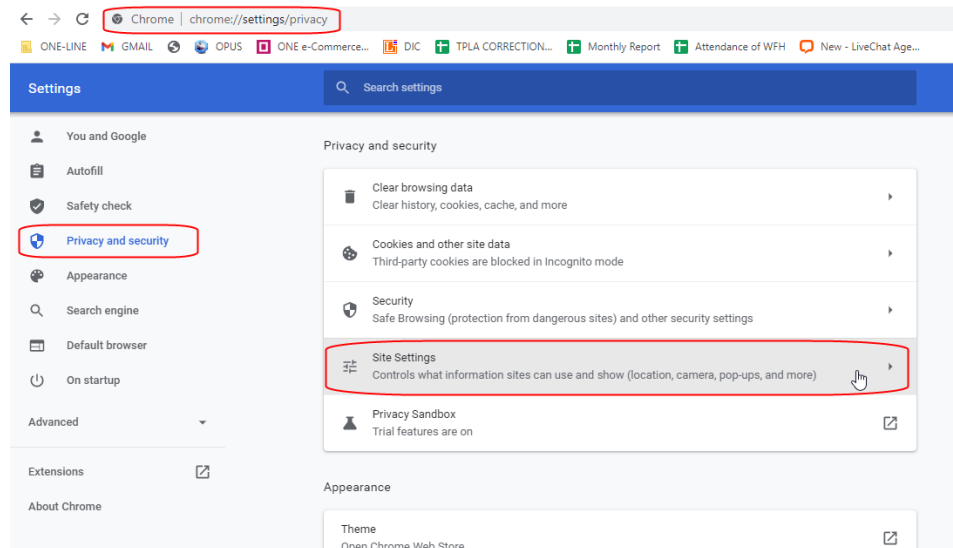 Chrome | chrome://settings/privacy
ONE-LINE GMAIL OPUS ONE e-Commerce... DIC TPLA CORRECTION... Monthly Report Attendance of WFH New - LiveChat Age...
Settings
Search settings
You and Google
Autofill
Safety check
Privacy and security
Appearance
Search engine
Default browser
On startup
Advanced
Extensions
About Chrome
Privacy and security
Clear browsing data
Clear history, cookies, cache, and more
Cookies and other site data
Third-party cookies are blocked in Incognito mode
Security
Safe Browsing (protection from dangerous sites) and other security settings
Site Settings
Controls what information sites can use and show (location, camera, pop-ups, and more)
Privacy Sandbox
Trial features are on
Appearance
Theme
Open Chrome Web Store